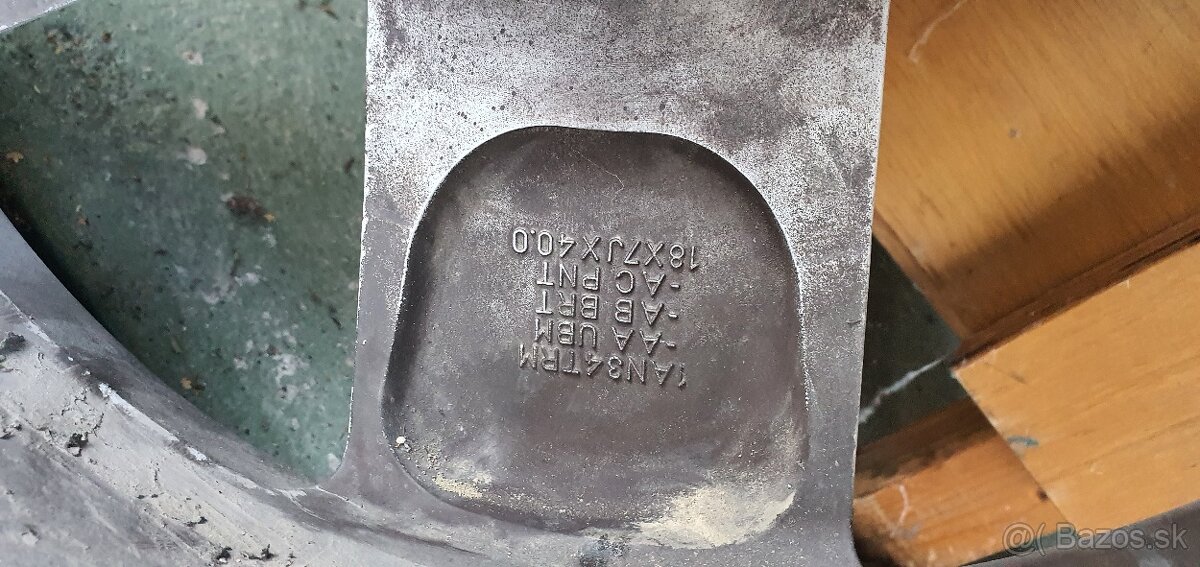 1AN34TRM
-AA UBM
-AB BRT
-AC PNT
18X7JX40.0
@( Bazos.sk